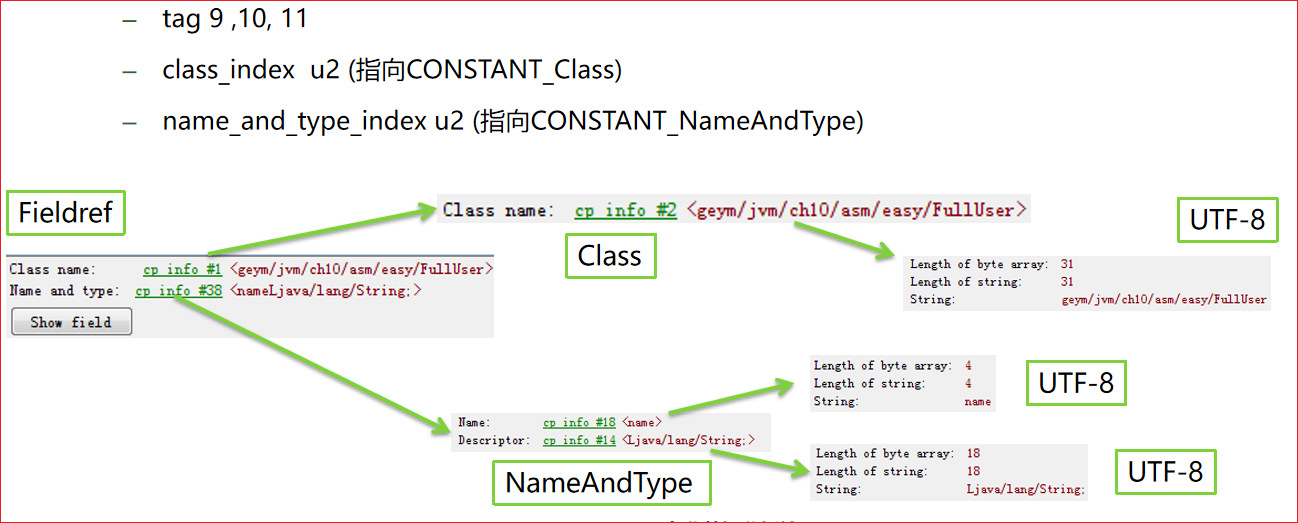 – tag 9 ,10, 11
– class_index u2 (指向CONSTANT_Class)
– name_and_type_index u2 (指向CONSTANT_NameAndType)
Fieldref
Class name: cp info #1 <geym/jvm/ch10/asm/easy/FullUser>
Name and type: cp info #38 <nameLjava/lang/String;>
Show field
Class name: cp info #2 <geym/jvm/ch10/asm/easy/FullUser>
Class
UTF-8
Length of byte array: 31
Length of string: 31
String: geym/jvm/ch10/asm/easy/FullUser
Name: cp info #18 <name>
Descriptor: cp info #14 <Ljava/lang/String;>
NameAndType
Length of byte array: 4
Length of string: 4
String: name
UTF-8
Length of byte array: 18
Length of string: 18
String: Ljava/lang/String;
UTF-8